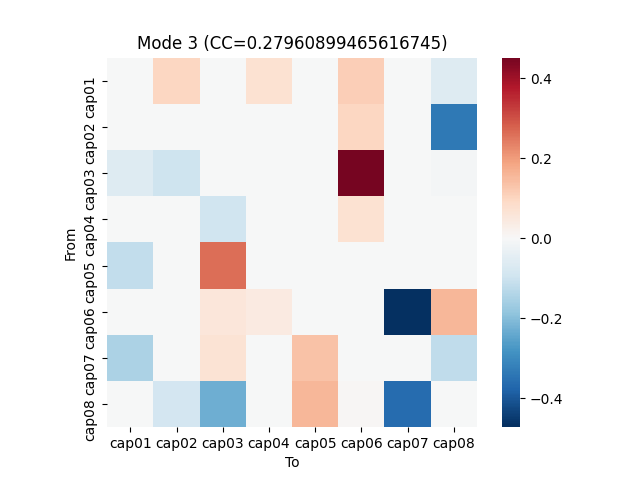 Mode 3 (CC=0.27960899465616745)
From
cap01
cap02
cap03
cap04
cap05
cap06
cap07
cap08
cap01 cap02 cap03 cap04 cap05 cap06 cap07 cap08
To
0.4
0.2
0.0
−0.2
−0.4